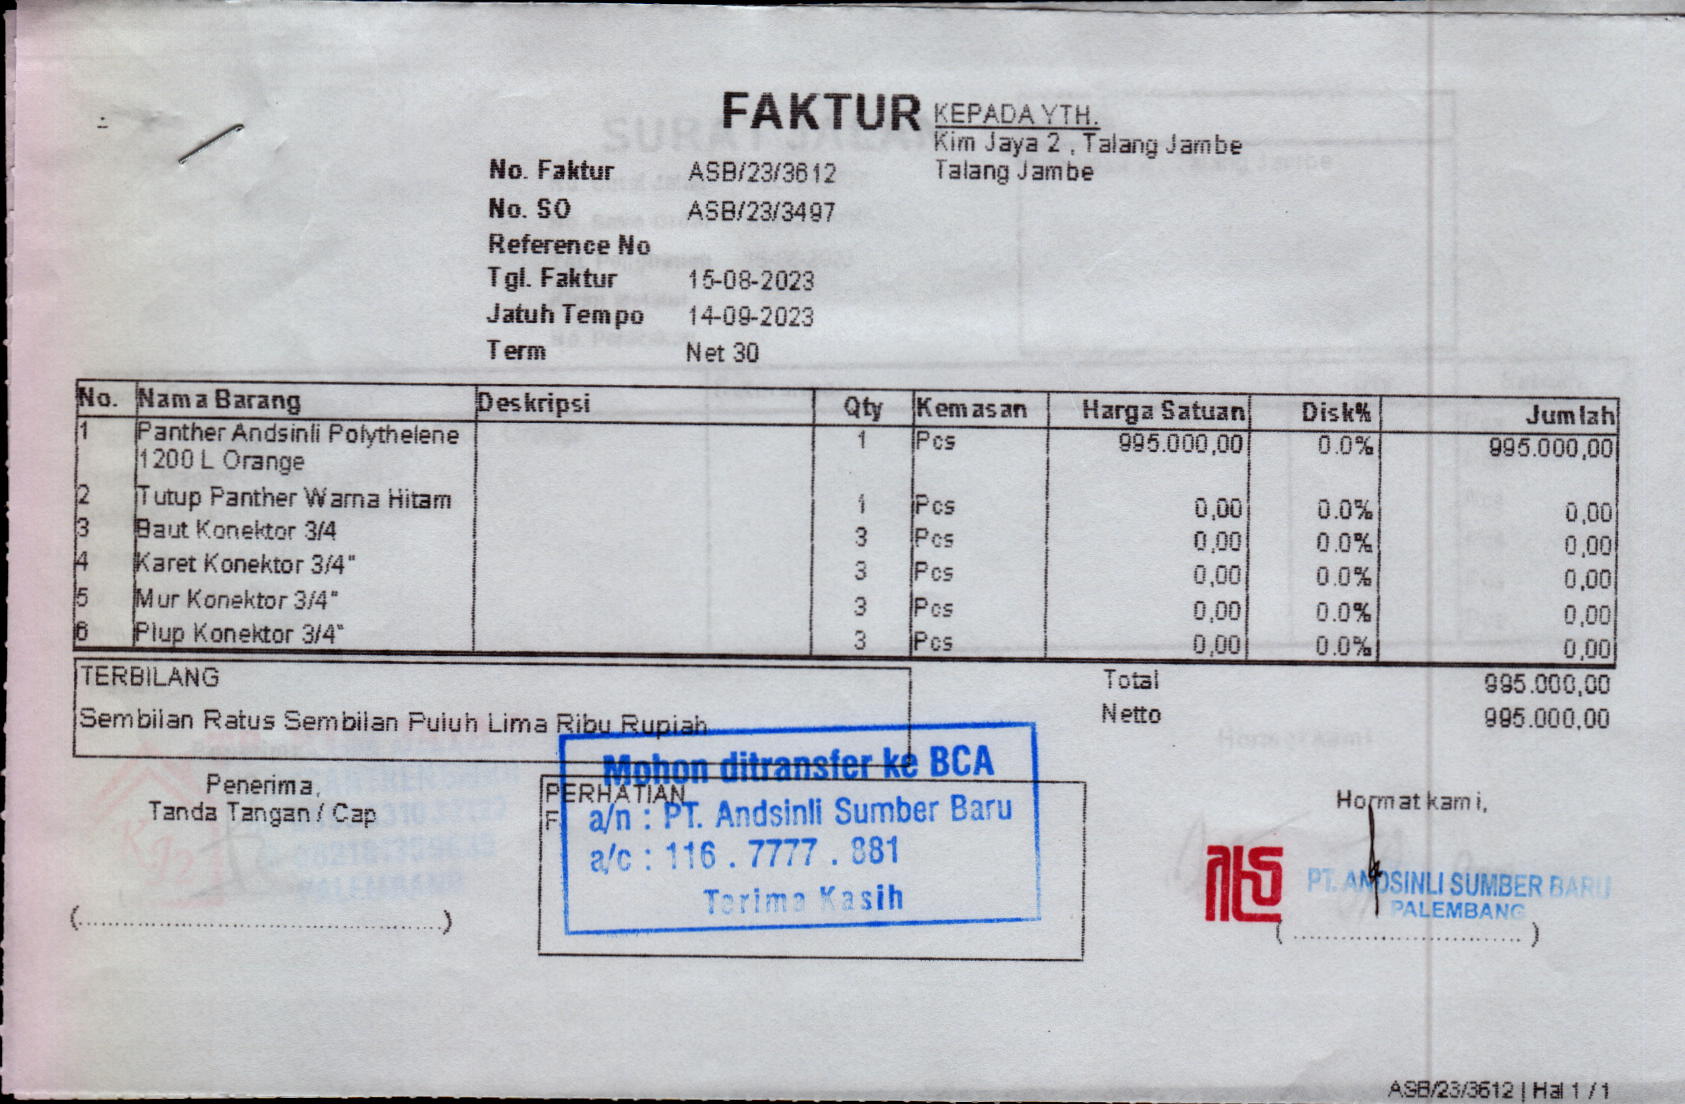 FAKTUR
KEPADA YTH.
Kim Jaya 2 , Talang Jambe
Talang Jambe
No. Faktur ASB/23/3612
No. SO ASB/23/3497
Reference No
Tgl. Faktur 15-08-2023
Jatuh Tempo 14-09-2023
Term Net 30
No. Nama Barang Deskripsi Qty Kemasan Harga Satuan Disk% Jumlah
1 Panther Andsinli Polythelene 1 Pcs 995.000,00 0.0% 995.000,00
1200 L Orange
2 Tutup Panther Warna Hitam 1 Pcs 0,00 0.0% 0,00
3 Baut Konektor 3/4 3 Pcs 0,00 0.0% 0,00
4 Karet Konektor 3/4" 3 Pcs 0,00 0.0% 0,00
5 Mur Konektor 3/4" 3 Pcs 0,00 0.0% 0,00
6 Plup Konektor 3/4" 3 Pcs 0,00 0.0% 0,00
TERBILANG
Sembilan Ratus Sembilan Puluh Lima Ribu Rupiah
Total 995.000,00
Netto 995.000,00
Penerima,
Tanda Tangan / Cap
PERHATIAN
Mohon ditransfer ke BCA
a/n : PT. Andsinli Sumber Baru
a/c : 116 . 7777 . 881
Terima Kasih
Hormat kami,
PT. ANDSINLI SUMBER BARU
PALEMBANG
(..............................................)
( .............................. )
ASB/23/3612 | Hal 1 / 1